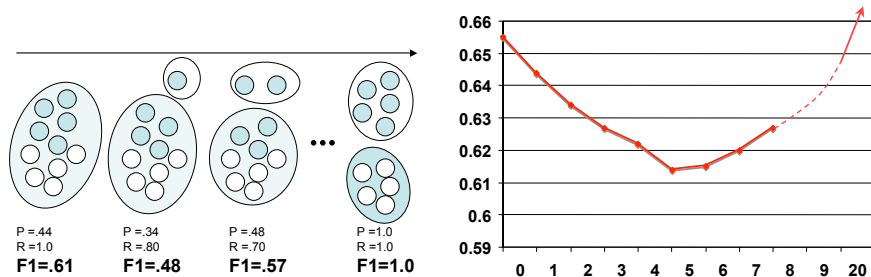 P =.44
R =1.0
F1=.61
P =.34
R =.80
F1=.48
P =.48
R =.70
F1=.57
P =1.0
R =1.0
F1=1.0
0.66
0.65
0.64
0.63
0.62
0.61
0.6
0.59
0 1 2 3 4 5 6 7 8 9 20